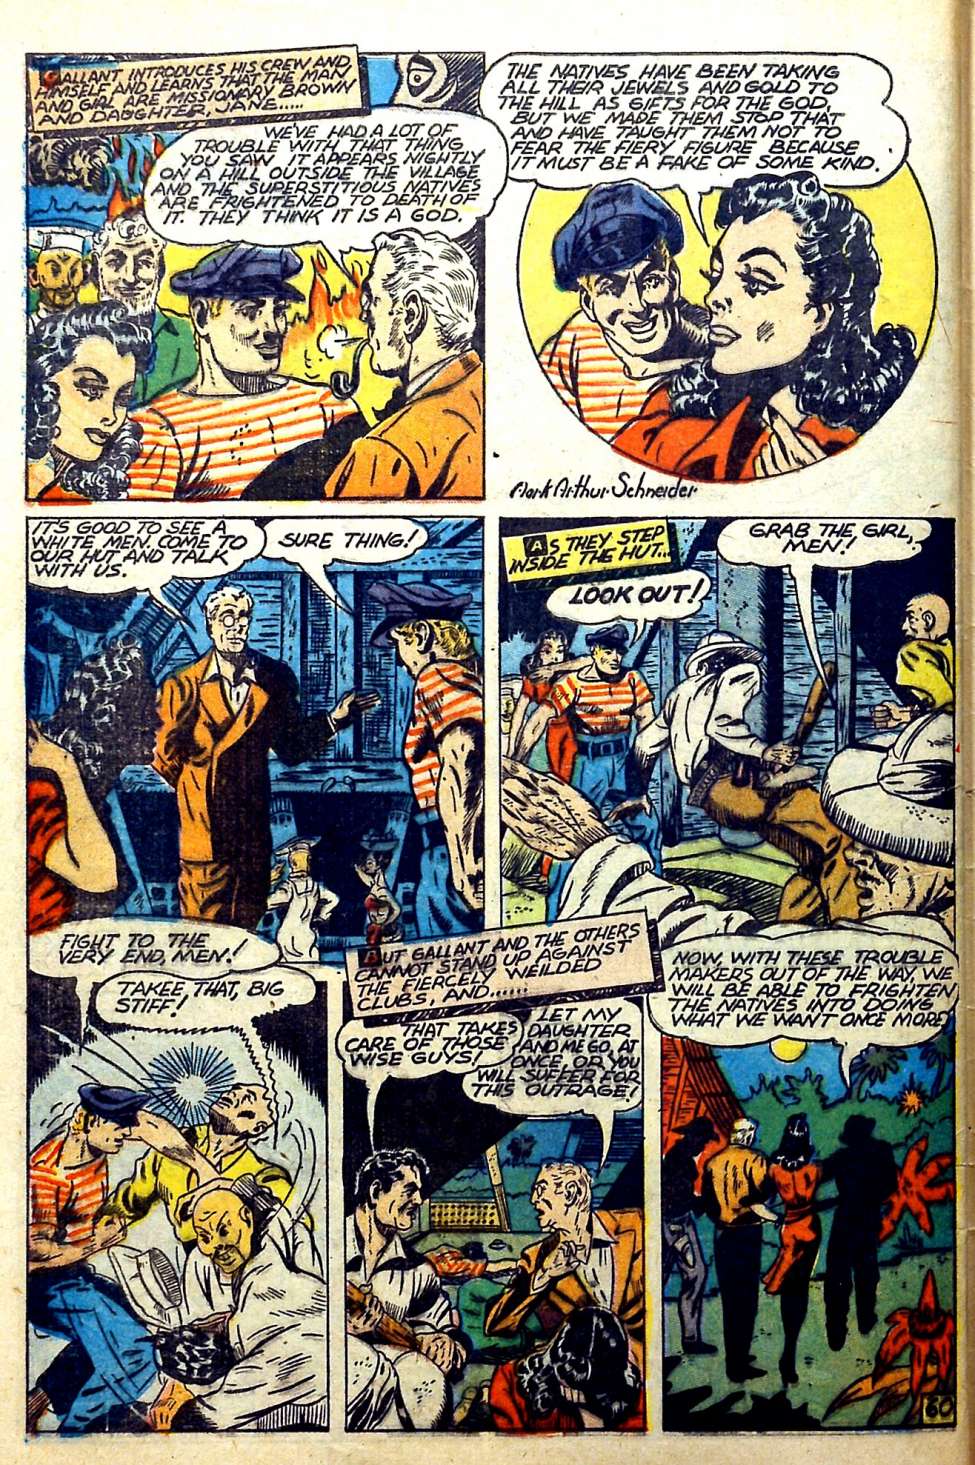 GALLANT INTRODUCES HIS CREW AND
HIMSELF AND LEARNS THAT THE MAN
AND GIRL ARE MISSIONARY BROWN
AND DAUGHTER, JANE.....
WE'VE HAD A LOT OF
TROUBLE WITH THAT THING
YOU SAW. IT APPEARS NIGHTLY
ON A HILL OUTSIDE THE VILLAGE
AND THE SUPERSTITIOUS NATIVES
ARE FRIGHTENED TO DEATH OF
IT. THEY THINK IT IS A GOD.
THE NATIVES HAVE BEEN TAKING
ALL THEIR JEWELS AND GOLD TO
THE HILL AS GIFTS FOR THE GOD,
BUT WE MADE THEM STOP THAT
AND HAVE TAUGHT THEM NOT TO
FEAR THE FIERY FIGURE BECAUSE
IT MUST BE A FAKE OF SOME KIND.
Mark Arthur Schneider
IT'S GOOD TO SEE A
WHITE MEN. COME TO
OUR HUT AND TALK
WITH US.
SURE THING!
AS THEY STEP
INSIDE THE HUT...
LOOK OUT!
GRAB THE GIRL,
MEN!
FIGHT TO THE
VERY END, MEN!
TAKEE THAT, BIG
STIFF!
BUT GALLANT AND THE OTHERS
CANNOT STAND UP AGAINST
THE FIERCELY WEILDED
CLUBS, AND......
THAT TAKES
CARE OF THOSE
WISE GUYS!
LET MY
DAUGHTER
AND ME GO, AT
ONCE, OR YOU
WILL SUFFER FOR
THIS OUTRAGE!
NOW, WITH THESE TROUBLE
MAKERS OUT OF THE WAY, WE
WILL BE ABLE TO FRIGHTEN
THE NATIVES INTO DOING
WHAT WE WANT ONCE MORE
60